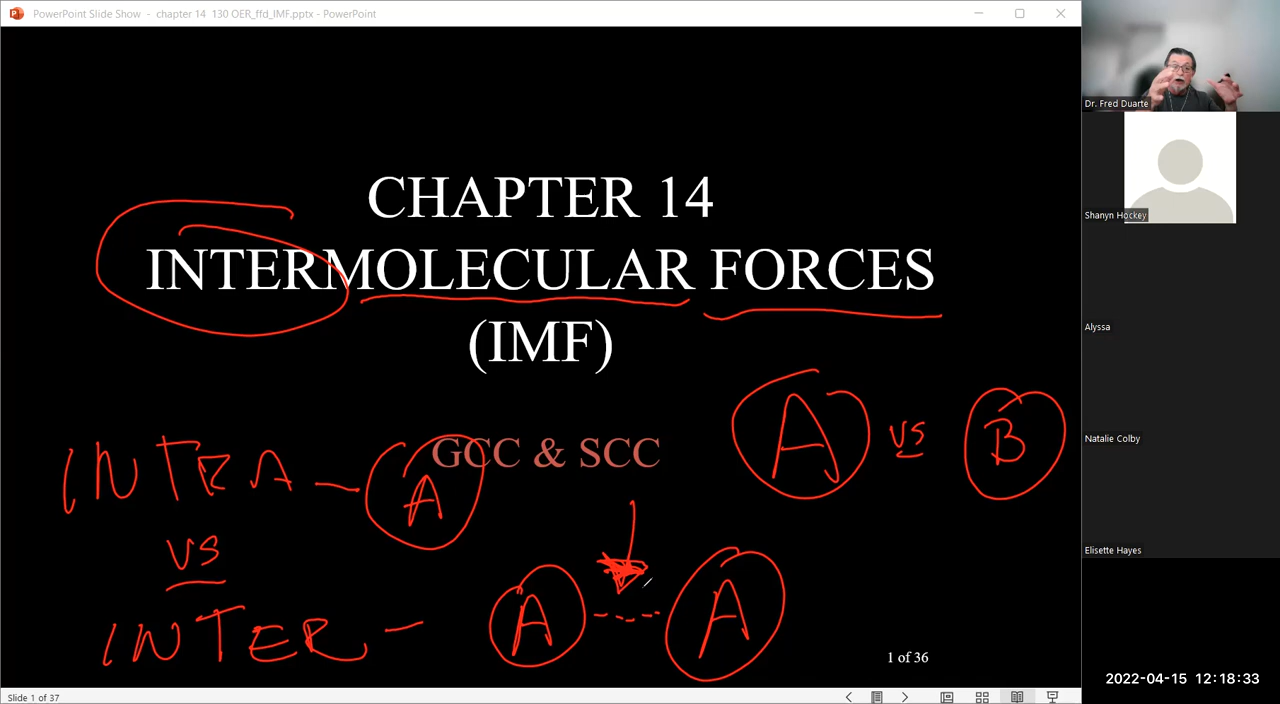 PowerPoint Slide Show - chapter 14 130 OER_ffd_IMF.pptx - PowerPoint
CHAPTER 14
INTERMOLECULAR FORCES
(IMF)
GCC & SCC
A vs B
INTRA - A
vs
INTER - A --- A
1 of 36
Slide 1 of 37
Dr. Fred Duarte
Shanyn Hockey
Alyssa
Natalie Colby
Elisette Hayes
2022-04-15 12:18:33